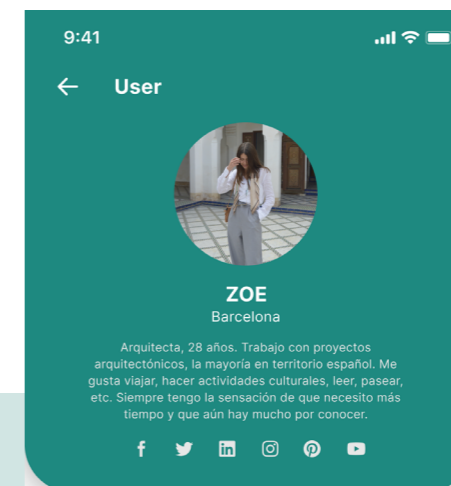 9:41
User
ZOE
Barcelona
Arquitecta, 28 años. Trabajo con proyectos
arquitectónicos, la mayoría en territorio español. Me
gusta viajar, hacer actividades culturales, leer, pasear,
etc. Siempre tengo la sensación de que necesito más
tiempo y que aún hay mucho por conocer.